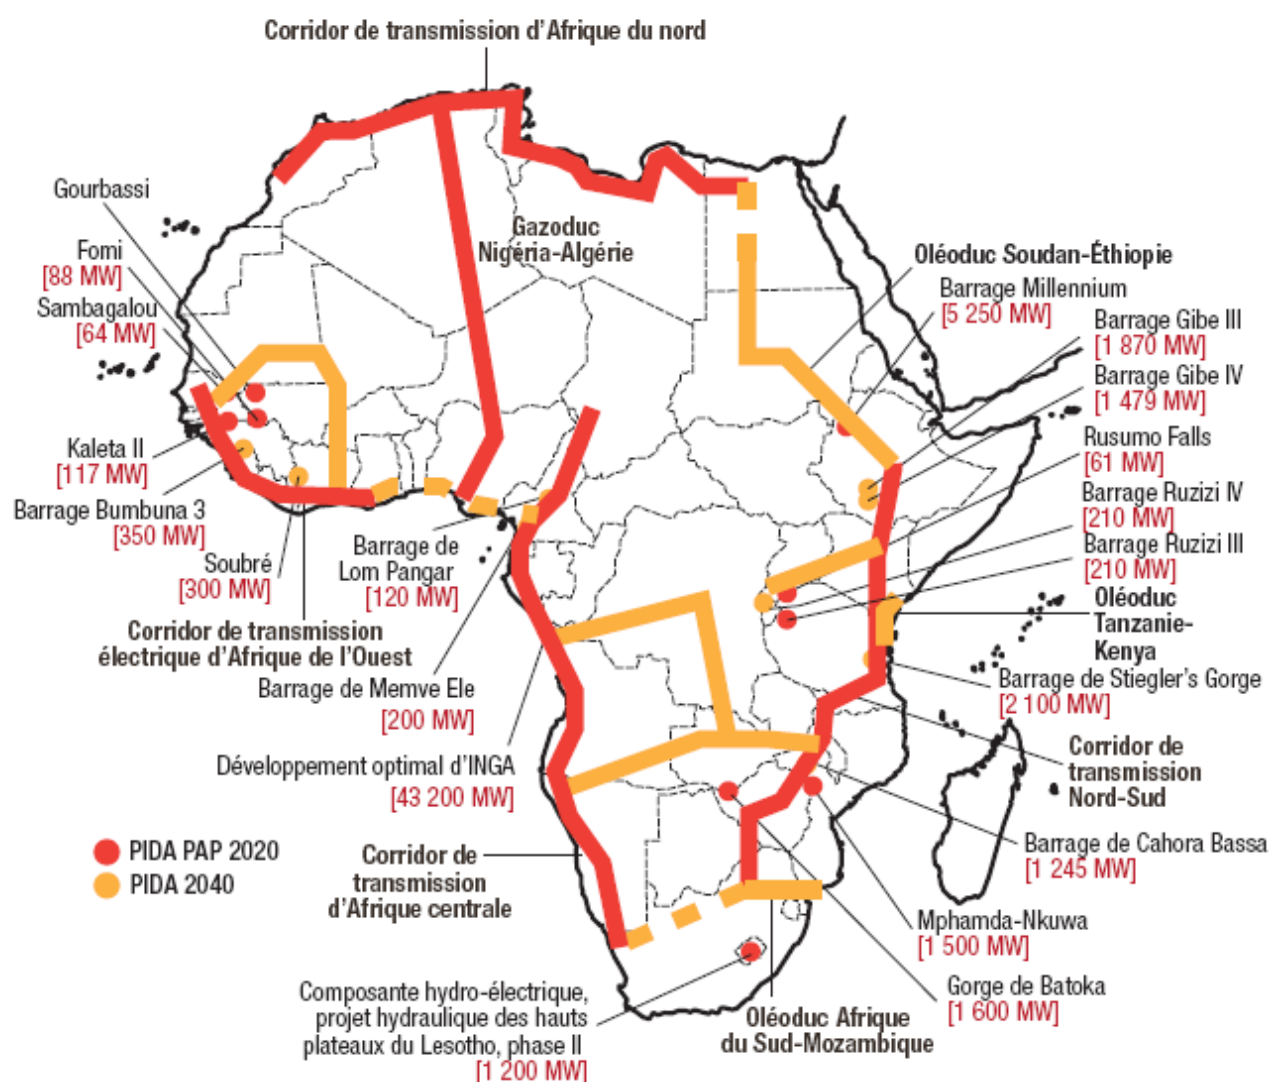 Corridor de transmission d'Afrique du nord
Gourbassi
Fomi
[88 MW]
Sambagalou
[64 MW]
Kaleta II
[117 MW]
Barrage Bumbuna 3
[350 MW]
Soubré
[300 MW]
Corridor de transmission
électrique d'Afrique de l'Ouest
Gazoduc
Nigéria-Algérie
Barrage de
Lom Pangar
[120 MW]
Barrage de Memve Ele
[200 MW]
Développement optimal d'INGA
[43 200 MW]
PIDA PAP 2020
PIDA 2040
Corridor de
transmission
d'Afrique centrale
Composante hydro-électrique,
projet hydraulique des hauts
plateaux du Lesotho, phase II
[1 200 MW]
Oléoduc Soudan-Éthiopie
Barrage Millennium
[5 250 MW]
Barrage Gibe III
[1 870 MW]
Barrage Gibe IV
[1 479 MW]
Rusumo Falls
[61 MW]
Barrage Ruzizi IV
[210 MW]
Barrage Ruzizi III
[210 MW]
Oléoduc
Tanzanie-
Kenya
Barrage de Stiegler's Gorge
[2 100 MW]
Corridor de
transmission
Nord-Sud
Barrage de Cahora Bassa
[1 245 MW]
Mphamda-Nkuwa
[1 500 MW]
Gorge de Batoka
[1 600 MW]
Oléoduc Afrique
du Sud-Mozambique